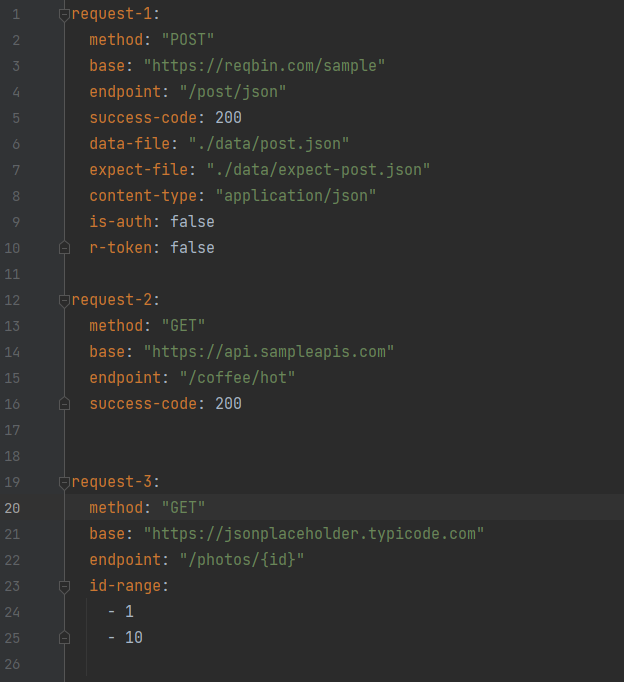 1 request-1:
2   method: "POST"
3   base: "https://reqbin.com/sample"
4   endpoint: "/post/json"
5   success-code: 200
6   data-file: "./data/post.json"
7   expect-file: "./data/expect-post.json"
8   content-type: "application/json"
9   is-auth: false
10   r-token: false
11
12 request-2:
13   method: "GET"
14   base: "https://api.sampleapis.com"
15   endpoint: "/coffee/hot"
16   success-code: 200
17
18
19 request-3:
20   method: "GET"
21   base: "https://jsonplaceholder.typicode.com"
22   endpoint: "/photos/{id}"
23   id-range:
24     - 1
25     - 10
26